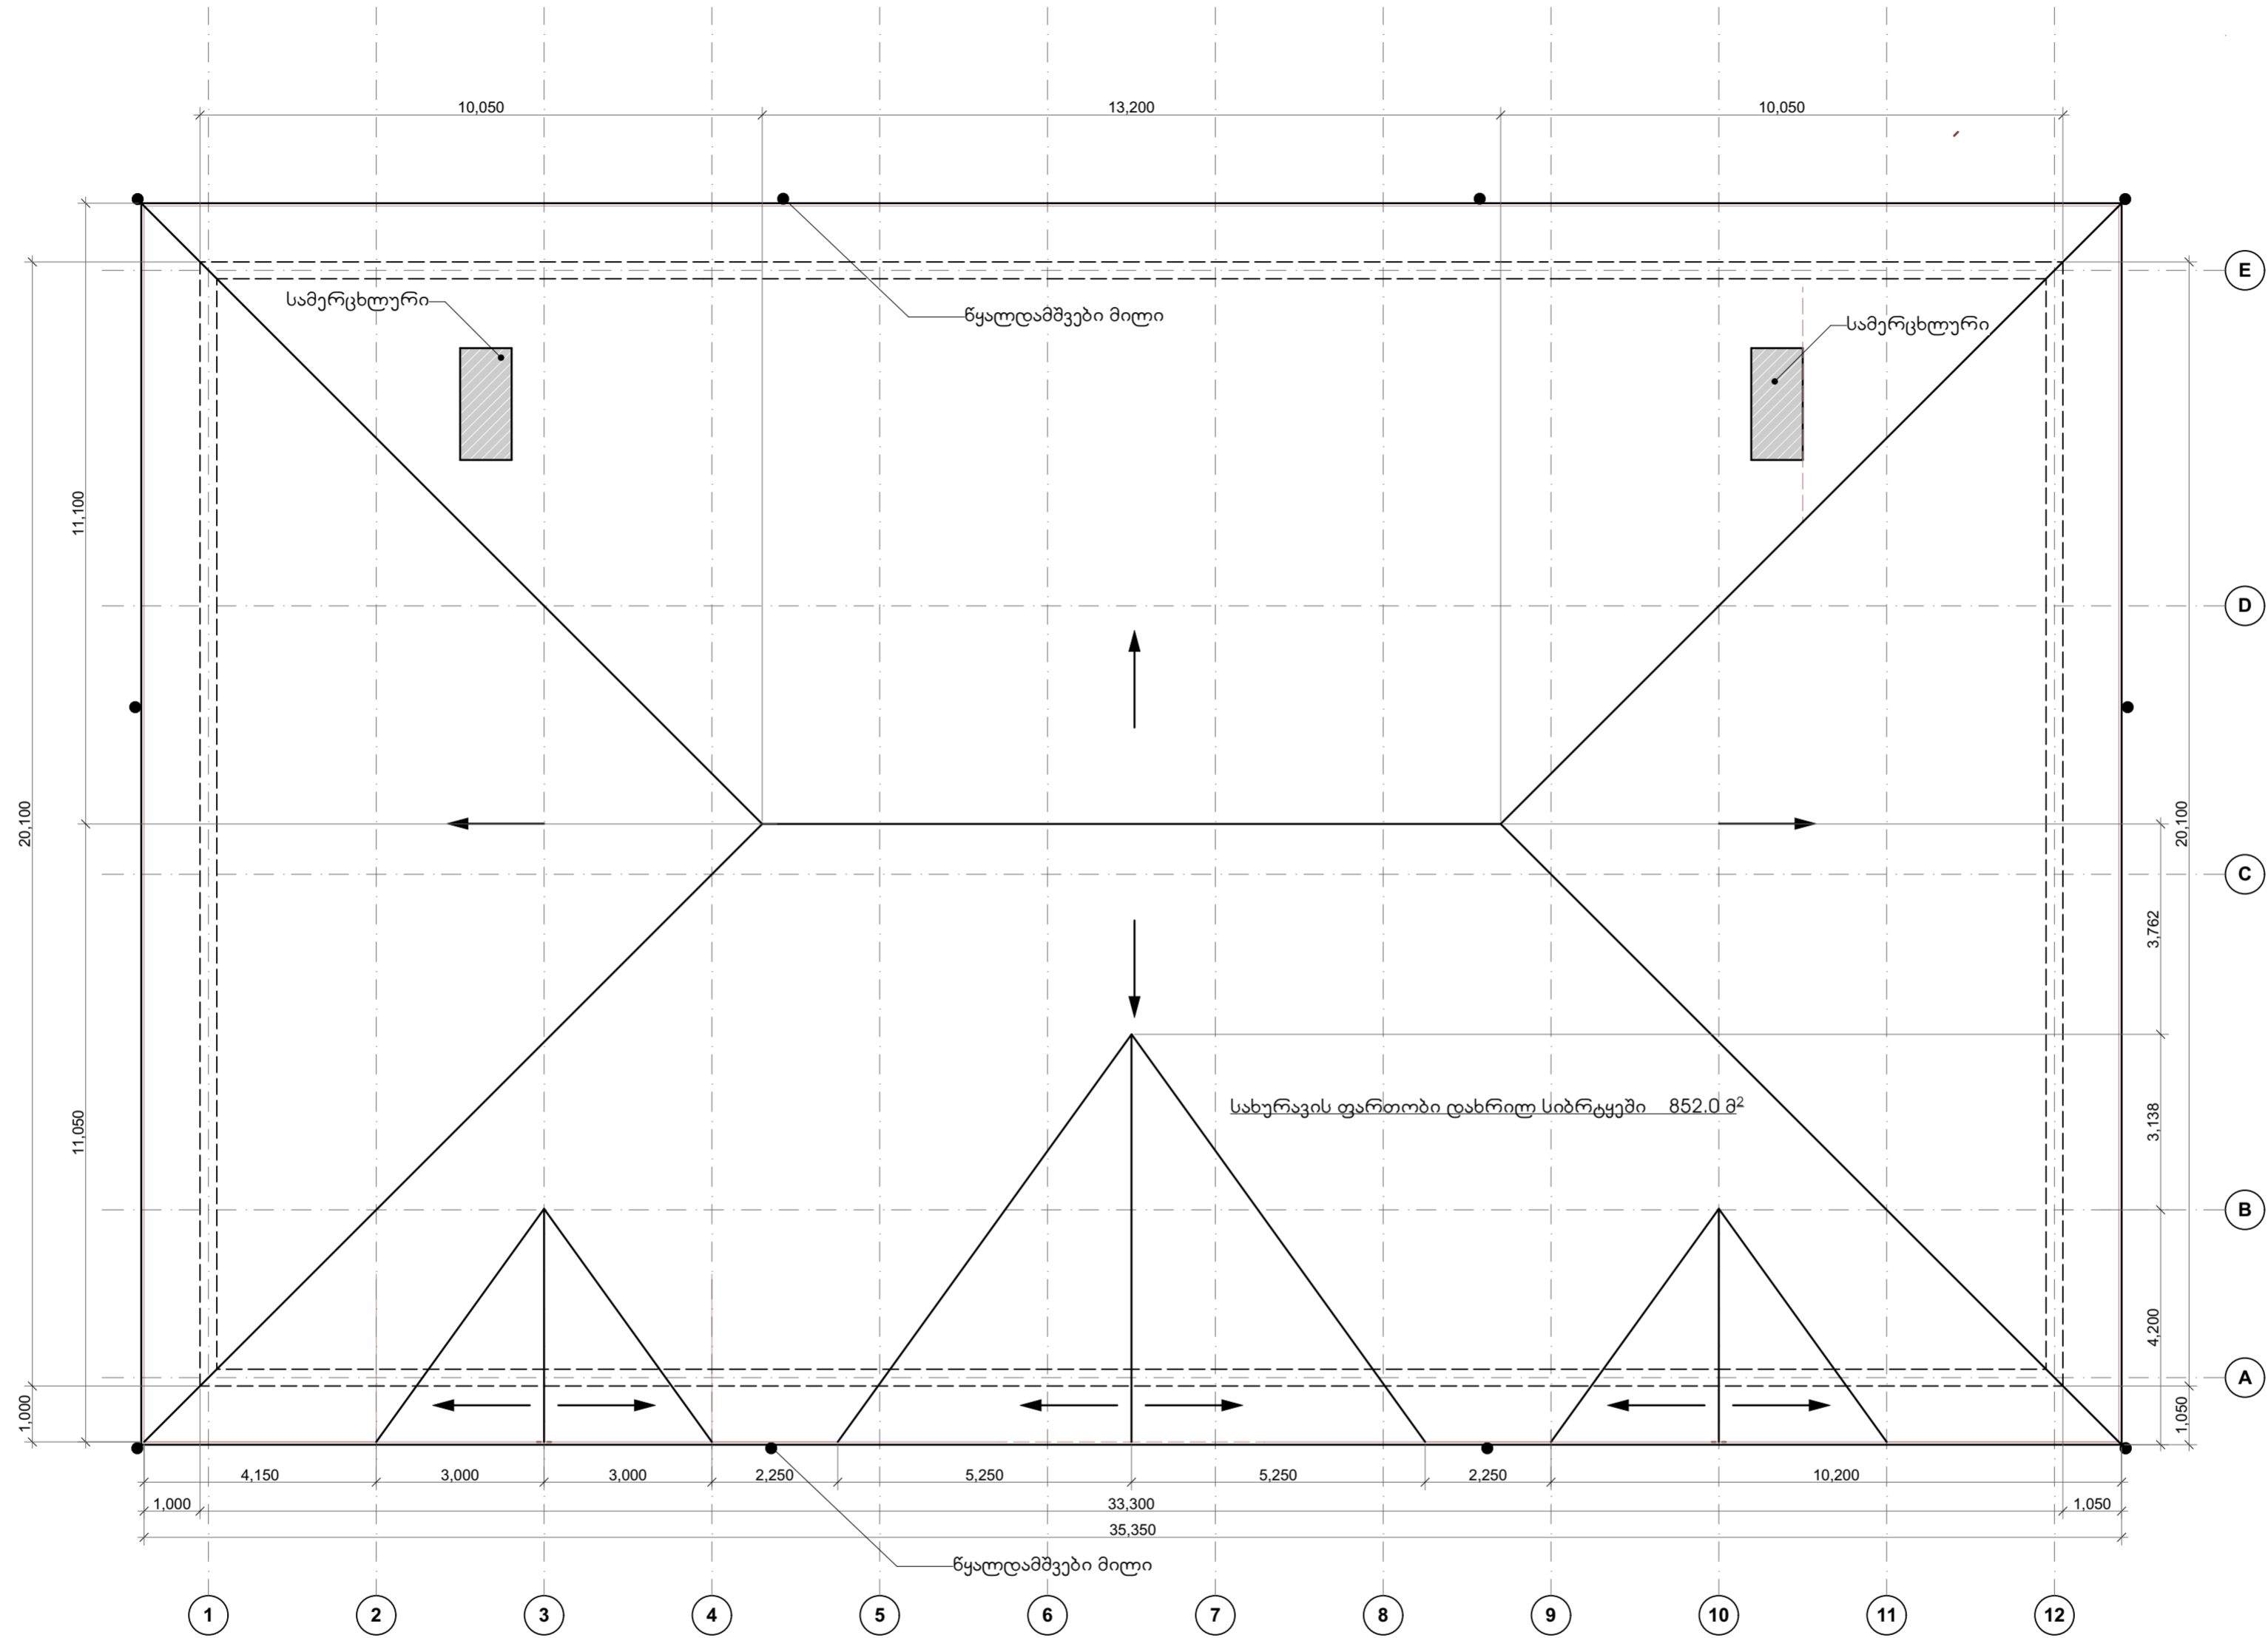 10,050 13,200 10,050
E
სამერცხლური
წყალდამშვები მილი
სამერცხლური
11,100
D
20,100
20,100
C
3,762
სახურავის ფართობი დახრილ სიბრტყეში 852.0 მ²
11,050
3,138
B
4,200
A
1,000
1,050
4,150 3,000 3,000 2,250 5,250 5,250 2,250 10,200
1,000 33,300 1,050
35,350
წყალდამშვები მილი
1 2 3 4 5 6 7 8 9 10 11 12